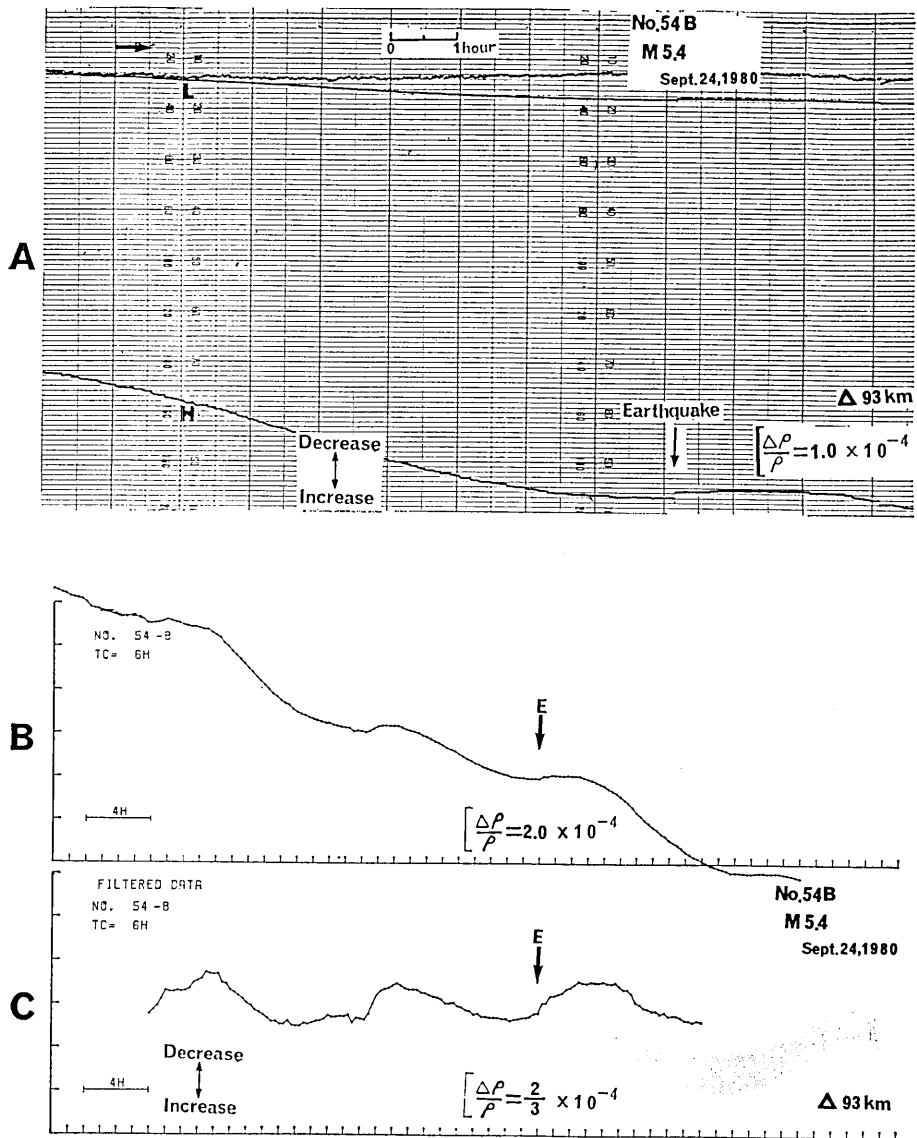 No.54B
M 5.4
Sept.24,1980
0 1 hour
L
A
H
Decrease
Increase
Earthquake
Δ 93 km
[Δρ/ρ = 1.0 × 10⁻⁴
NO. 54-B
TC= 6H
B
E
4H
[Δρ/ρ = 2.0 × 10⁻⁴
FILTERED DATA
NO. 54-B
TC= 6H
No.54B
M 5.4
Sept.24,1980
E
C
Decrease
Increase
4H
[Δρ/ρ = 2/3 × 10⁻⁴
Δ 93 km